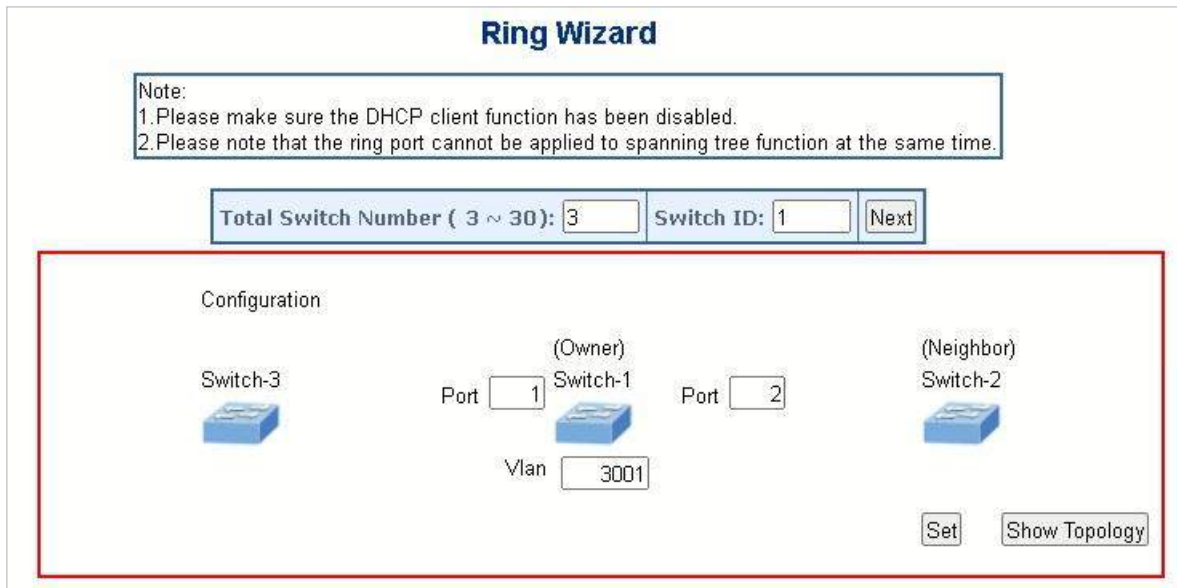 Ring Wizard
Note:
1.Please make sure the DHCP client function has been disabled.
2.Please note that the ring port cannot be applied to spanning tree function at the same time.
Total Switch Number ( 3 ~ 30): 3 Switch ID: 1 Next
Configuration
(Owner) (Neighbor)
Switch-3 Port 1 Switch-1 Port 2 Switch-2
Vlan 3001
Set Show Topology